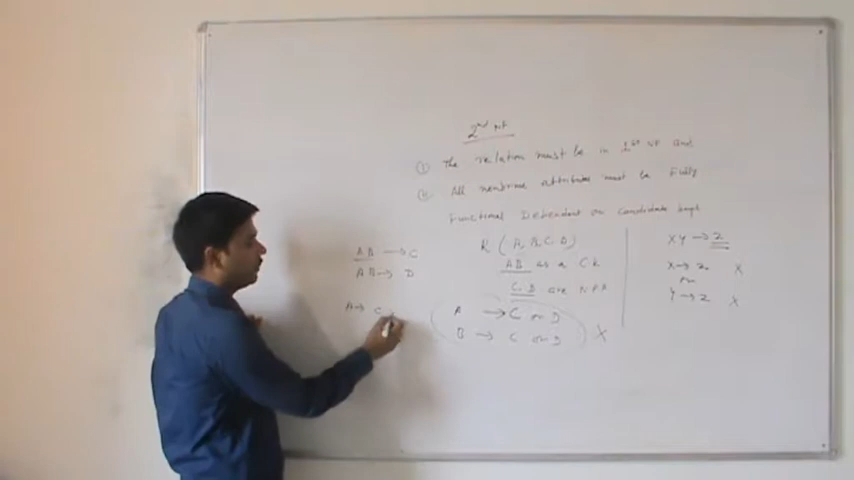 2nd NF
① The relation must be in 1st NF and
② All nonprime attributes must be Fully
Functional Dependent on candidate
R ( A, B, C, D )
AB as a CK
C, D are NPA
A → C or D
B → C or D X
AB → C
AB → D
A → C
XY → Z
X → Z X
or
Y → Z X